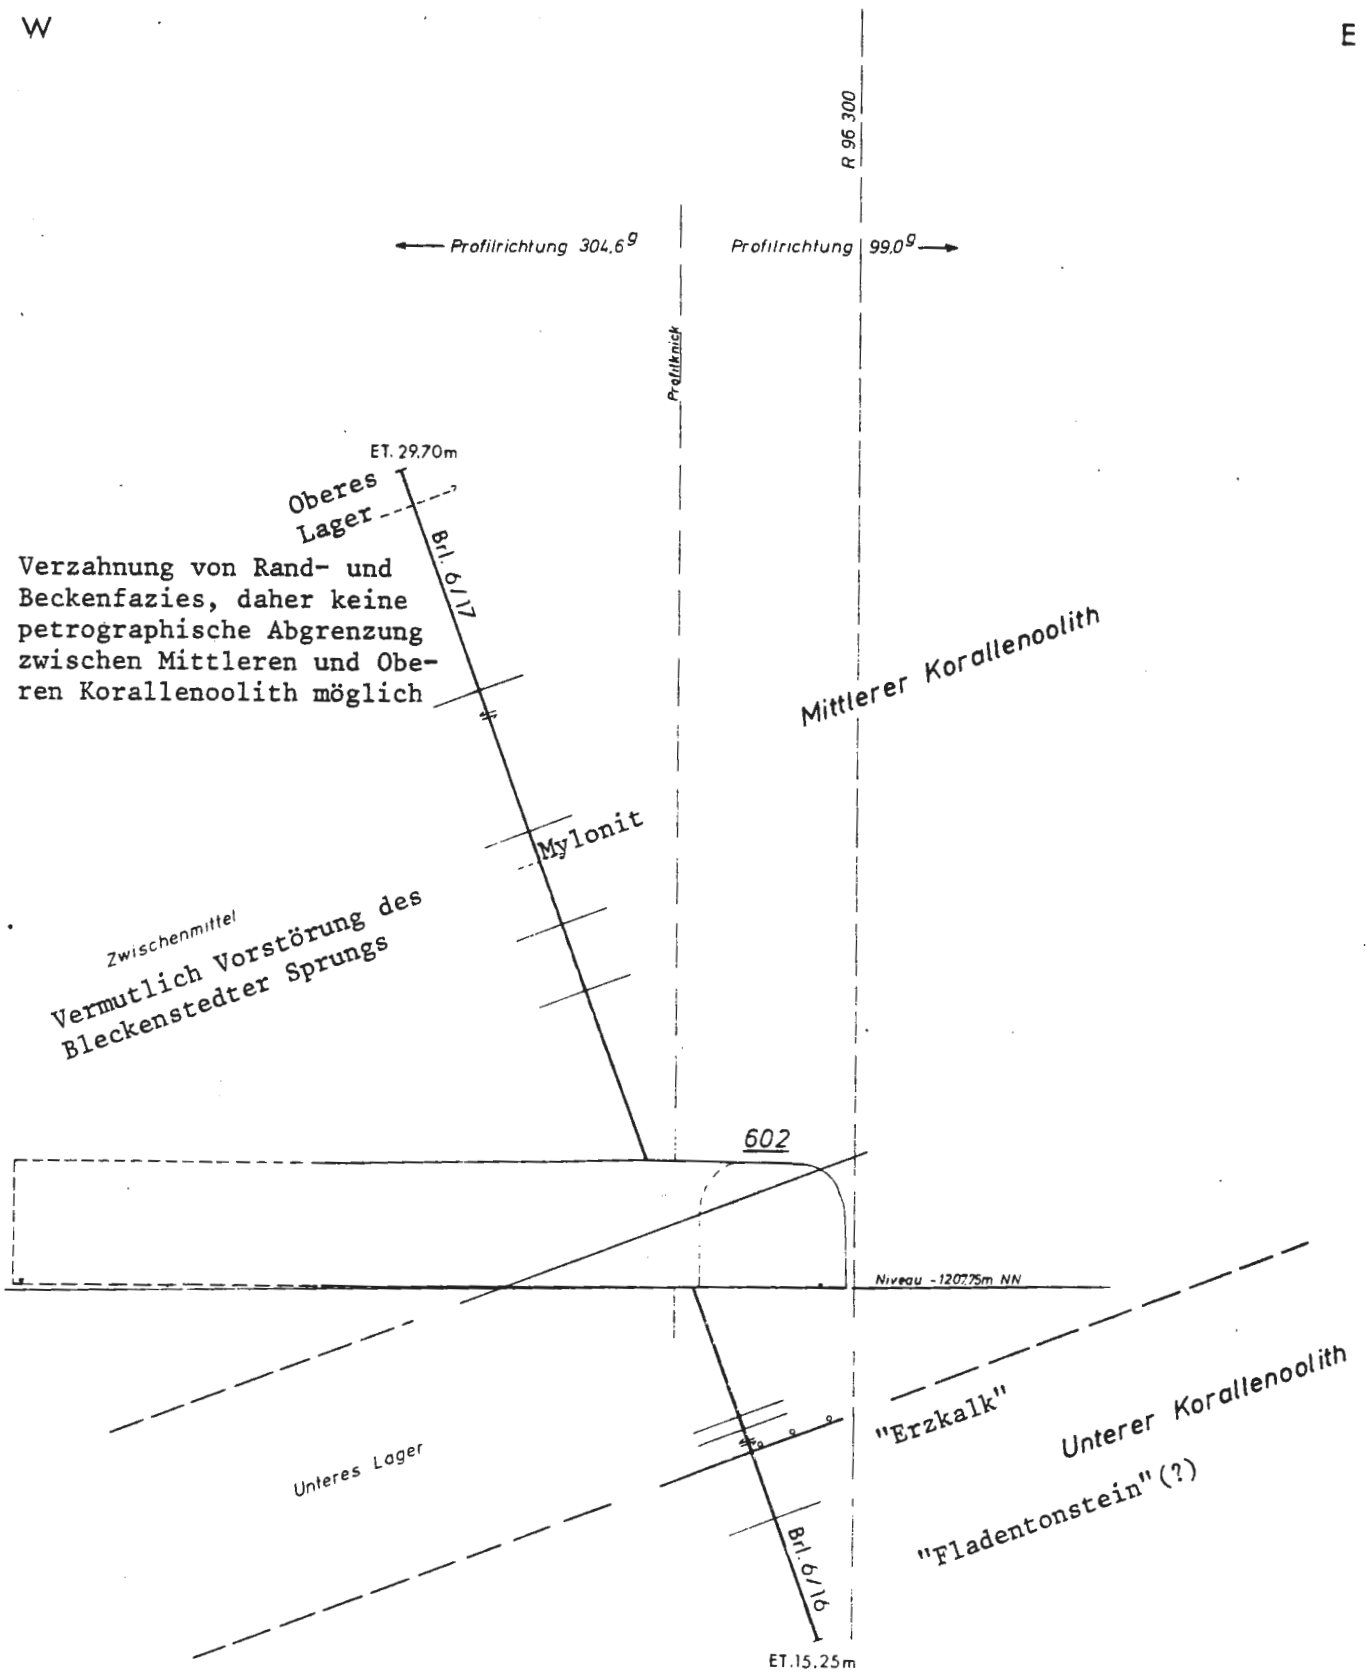 W
E
R 96 300
Profilrichtung 304,6g
Profilrichtung 99,0g
Profilknick
ET. 29,70m
Oberes
Lager
Brl. 6/17
Verzahnung von Rand- und
Beckenfazies, daher keine
petrographische Abgrenzung
zwischen Mittleren und Obe-
ren Korallenoolith möglich
Mittlerer Korallenoolith
Mylonit
Zwischenmittel
Vermutlich Vorstörung des
Bleckenstedter Sprungs
602
Niveau -1207,75m NN
"Erzkalk"
Unterer Korallenoolith
Unteres Lager
"Fladentonstein"(?)
Brl. 6/16
ET.15,25m